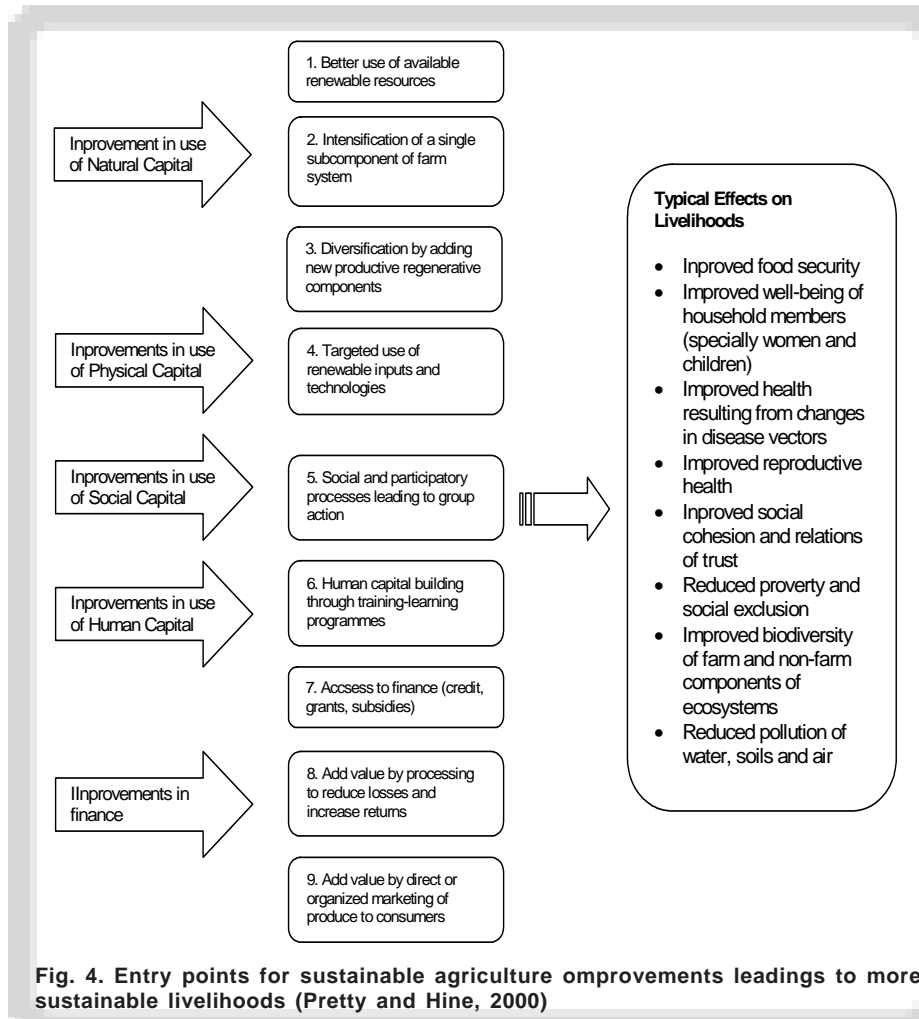 Inprovement in use
of Natural Capital
1. Better use of available
renewable resources
2. Intensification of a single
subcomponent of farm
system
3. Diversification by adding
new productive regenerative
components
Inprovements in use
of Physical Capital
4. Targeted use of
renewable inputs and
technologies
Inprovements in use
of Social Capital
5. Social and participatory
processes leading to group
action
Inprovements in use
of Human Capital
6. Human capital building
through training-learning
programmes
7. Accsess to finance (credit,
grants, subsidies)
IInprovements in
finance
8. Add value by processing
to reduce losses and
increase returns
9. Add value by direct or
organized marketing of
produce to consumers
Typical Effects on
Livelihoods
• Inproved food security
• Improved well-being of
household members
(specially women and
children)
• Improved health
resulting from changes
in disease vectors
• Improved reproductive
health
• Inproved social
cohesion and relations
of trust
• Reduced proverty and
social exclusion
• Improved biodiversity
of farm and non-farm
components of
ecosystems
• Reduced pollution of
water, soils and air
Fig. 4. Entry points for sustainable agriculture omprovements leadings to more
sustainable livelihoods (Pretty and Hine, 2000)